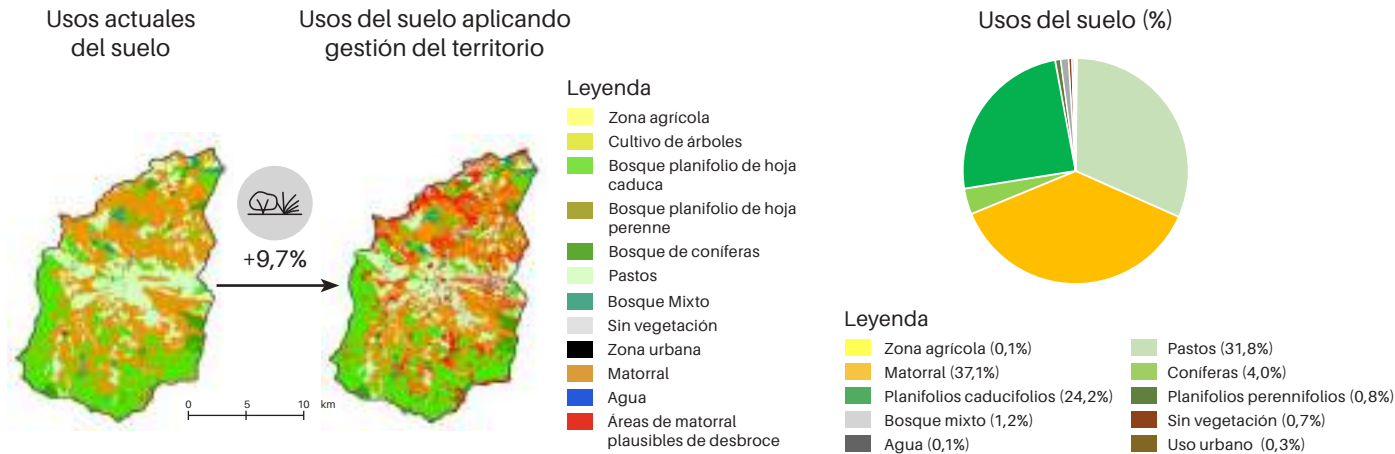 Usos actuales
del suelo
Usos del suelo aplicando
gestión del territorio
+9,7%
0 5 10 km
Leyenda
Zona agrícola
Cultivo de árboles
Bosque planifolio de hoja
caduca
Bosque planifolio de hoja
perenne
Bosque de coníferas
Pastos
Bosque Mixto
Sin vegetación
Zona urbana
Matorral
Agua
Áreas de matorral
plausibles de desbroce
Usos del suelo (%)
Leyenda
Zona agrícola (0,1%)
Matorral (37,1%)
Planifolios caducifolios (24,2%)
Bosque mixto (1,2%)
Agua (0,1%)
Pastos (31,8%)
Coníferas (4,0%)
Planifolios perennifolios (0,8%)
Sin vegetación (0,7%)
Uso urbano (0,3%)